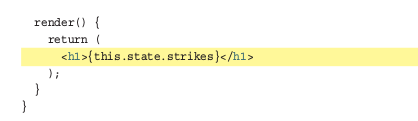 render() {
return (
<h1>{this.state.strikes}</h1>
);
}
}